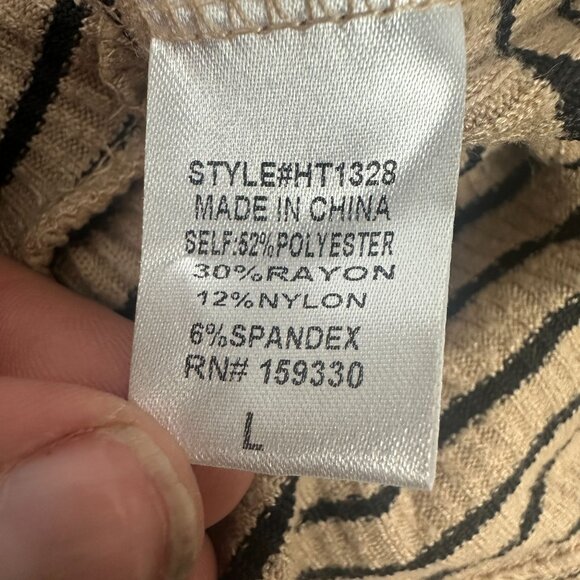 STYLE#HT1328
MADE IN CHINA
SELF:52%POLYESTER
30%RAYON
12%NYLON
6%SPANDEX
RN# 159330
L